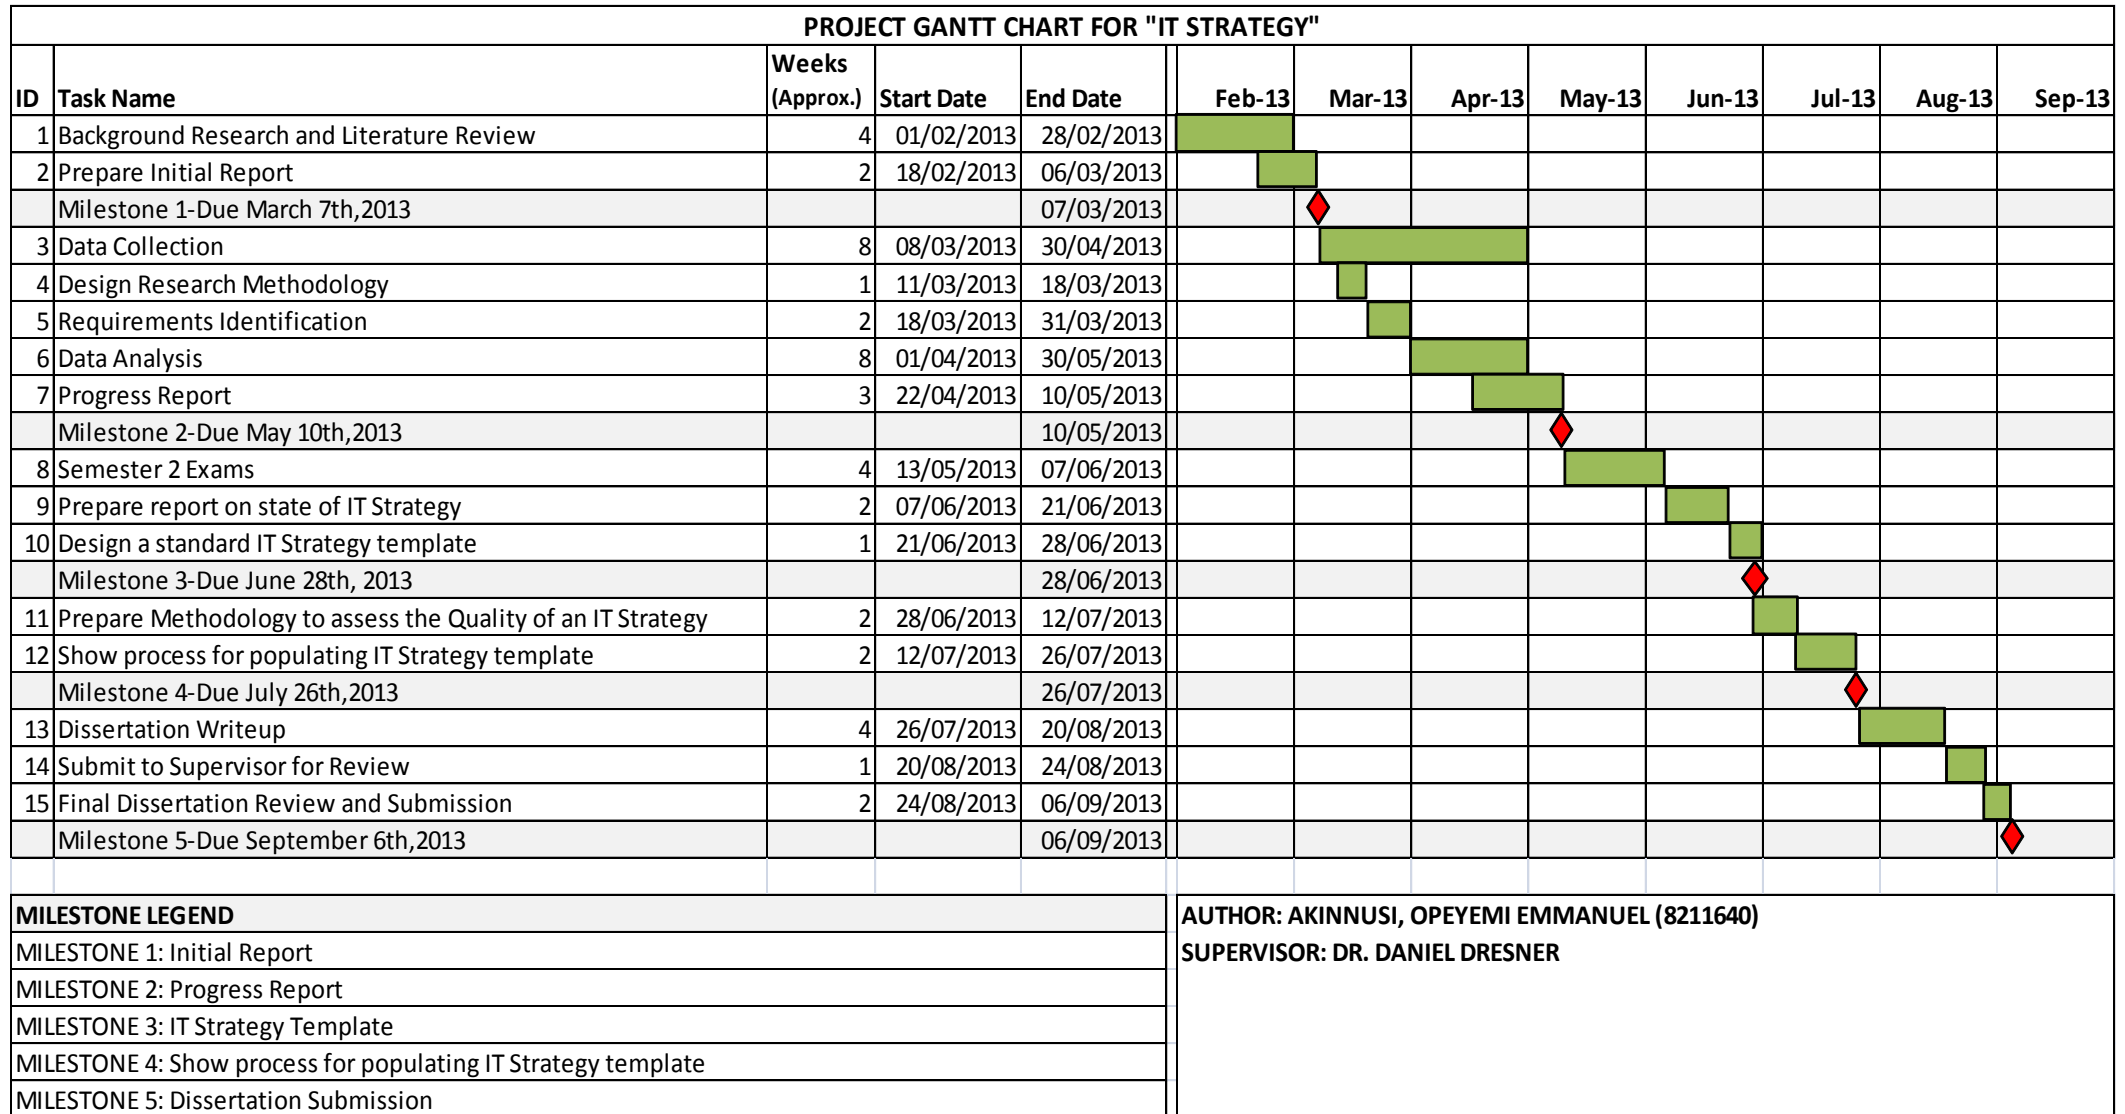 PROJECT GANTT CHART FOR "IT STRATEGY"
ID Task Name Weeks (Approx.) Start Date End Date Feb-13 Mar-13 Apr-13 May-13 Jun-13 Jul-13 Aug-13 Sep-13
1 Background Research and Literature Review 4 01/02/2013 28/02/2013
2 Prepare Initial Report 2 18/02/2013 06/03/2013
Milestone 1-Due March 7th,2013 07/03/2013
3 Data Collection 8 08/03/2013 30/04/2013
4 Design Research Methodology 1 11/03/2013 18/03/2013
5 Requirements Identification 2 18/03/2013 31/03/2013
6 Data Analysis 8 01/04/2013 30/05/2013
7 Progress Report 3 22/04/2013 10/05/2013
Milestone 2-Due May 10th,2013 10/05/2013
8 Semester 2 Exams 4 13/05/2013 07/06/2013
9 Prepare report on state of IT Strategy 2 07/06/2013 21/06/2013
10 Design a standard IT Strategy template 1 21/06/2013 28/06/2013
Milestone 3-Due June 28th, 2013 28/06/2013
11 Prepare Methodology to assess the Quality of an IT Strategy 2 28/06/2013 12/07/2013
12 Show process for populating IT Strategy template 2 12/07/2013 26/07/2013
Milestone 4-Due July 26th,2013 26/07/2013
13 Dissertation Writeup 4 26/07/2013 20/08/2013
14 Submit to Supervisor for Review 1 20/08/2013 24/08/2013
15 Final Dissertation Review and Submission 2 24/08/2013 06/09/2013
Milestone 5-Due September 6th,2013 06/09/2013
MILESTONE LEGEND
MILESTONE 1: Initial Report
MILESTONE 2: Progress Report
MILESTONE 3: IT Strategy Template
MILESTONE 4: Show process for populating IT Strategy template
MILESTONE 5: Dissertation Submission
AUTHOR: AKINNUSI, OPEYEMI EMMANUEL (8211640)
SUPERVISOR: DR. DANIEL DRESNER